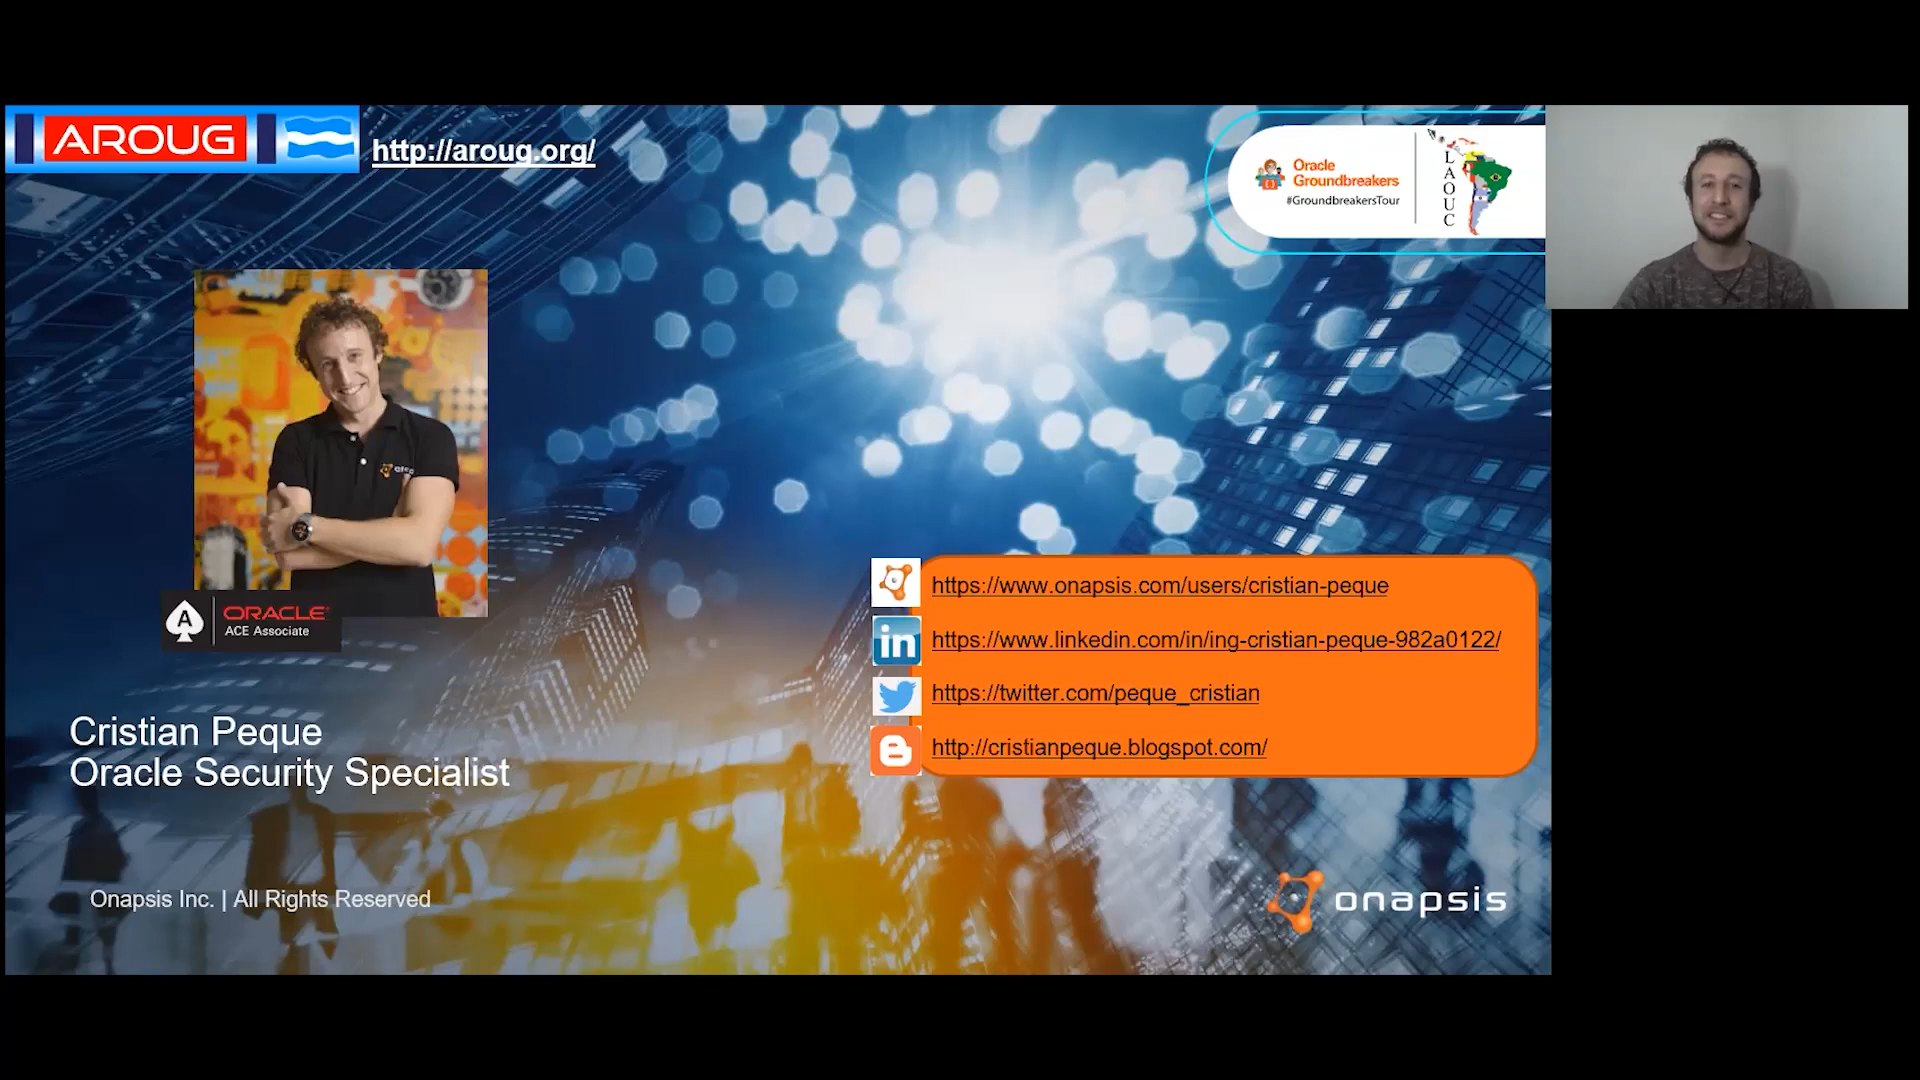 AROUG
http://aroug.org/
Oracle
Groundbreakers
#GroundbreakersTour
LAOUC
A
ORACLE
ACE Associate
https://www.onapsis.com/users/cristian-peque
in
https://www.linkedin.com/in/ing-cristian-peque-982a0122/
https://twitter.com/peque_cristian
http://cristianpeque.blogspot.com/
Cristian Peque
Oracle Security Specialist
Onapsis Inc. | All Rights Reserved
onapsis